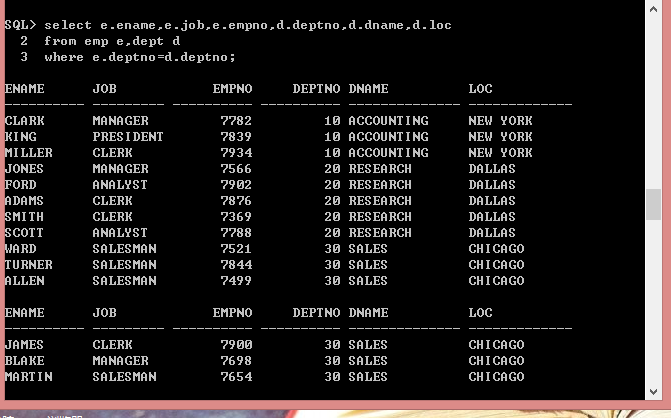 SQL> select e.ename,e.job,e.empno,d.deptno,d.dname,d.loc
  2  from emp e,dept d
  3  where e.deptno=d.deptno;
ENAME      JOB            EMPNO     DEPTNO DNAME          LOC
---------- --------- ---------- ---------- -------------- -------------
CLARK      MANAGER         7782         10 ACCOUNTING     NEW YORK
KING       PRESIDENT       7839         10 ACCOUNTING     NEW YORK
MILLER     CLERK           7934         10 ACCOUNTING     NEW YORK
JONES      MANAGER         7566         20 RESEARCH       DALLAS
FORD       ANALYST         7902         20 RESEARCH       DALLAS
ADAMS      CLERK           7876         20 RESEARCH       DALLAS
SMITH      CLERK           7369         20 RESEARCH       DALLAS
SCOTT      ANALYST         7788         20 RESEARCH       DALLAS
WARD       SALESMAN        7521         30 SALES          CHICAGO
TURNER     SALESMAN        7844         30 SALES          CHICAGO
ALLEN      SALESMAN        7499         30 SALES          CHICAGO
ENAME      JOB            EMPNO     DEPTNO DNAME          LOC
---------- --------- ---------- ---------- -------------- -------------
JAMES      CLERK           7900         30 SALES          CHICAGO
BLAKE      MANAGER         7698         30 SALES          CHICAGO
MARTIN     SALESMAN        7654         30 SALES          CHICAGO